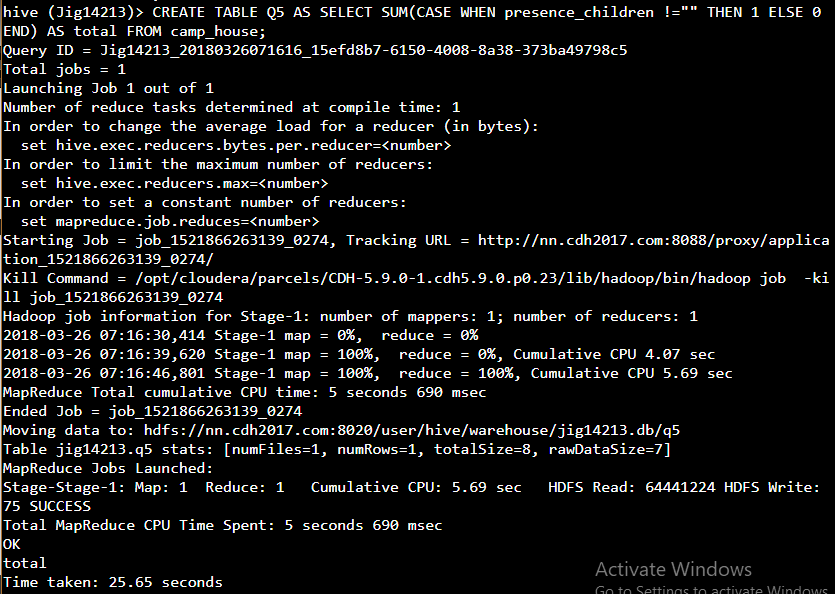 hive (Jig14213)> CREATE TABLE Q5 AS SELECT SUM(CASE WHEN presence_children !="" THEN 1 ELSE 0
END) AS total FROM camp_house;
Query ID = Jig14213_20180326071616_15efd8b7-6150-4008-8a38-373ba49798c5
Total jobs = 1
Launching Job 1 out of 1
Number of reduce tasks determined at compile time: 1
In order to change the average load for a reducer (in bytes):
  set hive.exec.reducers.bytes.per.reducer=<number>
In order to limit the maximum number of reducers:
  set hive.exec.reducers.max=<number>
In order to set a constant number of reducers:
  set mapreduce.job.reduces=<number>
Starting Job = job_1521866263139_0274, Tracking URL = http://nn.cdh2017.com:8088/proxy/applica
tion_1521866263139_0274/
Kill Command = /opt/cloudera/parcels/CDH-5.9.0-1.cdh5.9.0.p0.23/lib/hadoop/bin/hadoop job  -ki
ll job_1521866263139_0274
Hadoop job information for Stage-1: number of mappers: 1; number of reducers: 1
2018-03-26 07:16:30,414 Stage-1 map = 0%,  reduce = 0%
2018-03-26 07:16:39,620 Stage-1 map = 100%,  reduce = 0%, Cumulative CPU 4.07 sec
2018-03-26 07:16:46,801 Stage-1 map = 100%,  reduce = 100%, Cumulative CPU 5.69 sec
MapReduce Total cumulative CPU time: 5 seconds 690 msec
Ended Job = job_1521866263139_0274
Moving data to: hdfs://nn.cdh2017.com:8020/user/hive/warehouse/jig14213.db/q5
Table jig14213.q5 stats: [numFiles=1, numRows=1, totalSize=8, rawDataSize=7]
MapReduce Jobs Launched:
Stage-Stage-1: Map: 1  Reduce: 1   Cumulative CPU: 5.69 sec   HDFS Read: 64441224 HDFS Write:
75 SUCCESS
Total MapReduce CPU Time Spent: 5 seconds 690 msec
OK
total
Time taken: 25.65 seconds
Activate Windows
Go to Settings to activate Windows